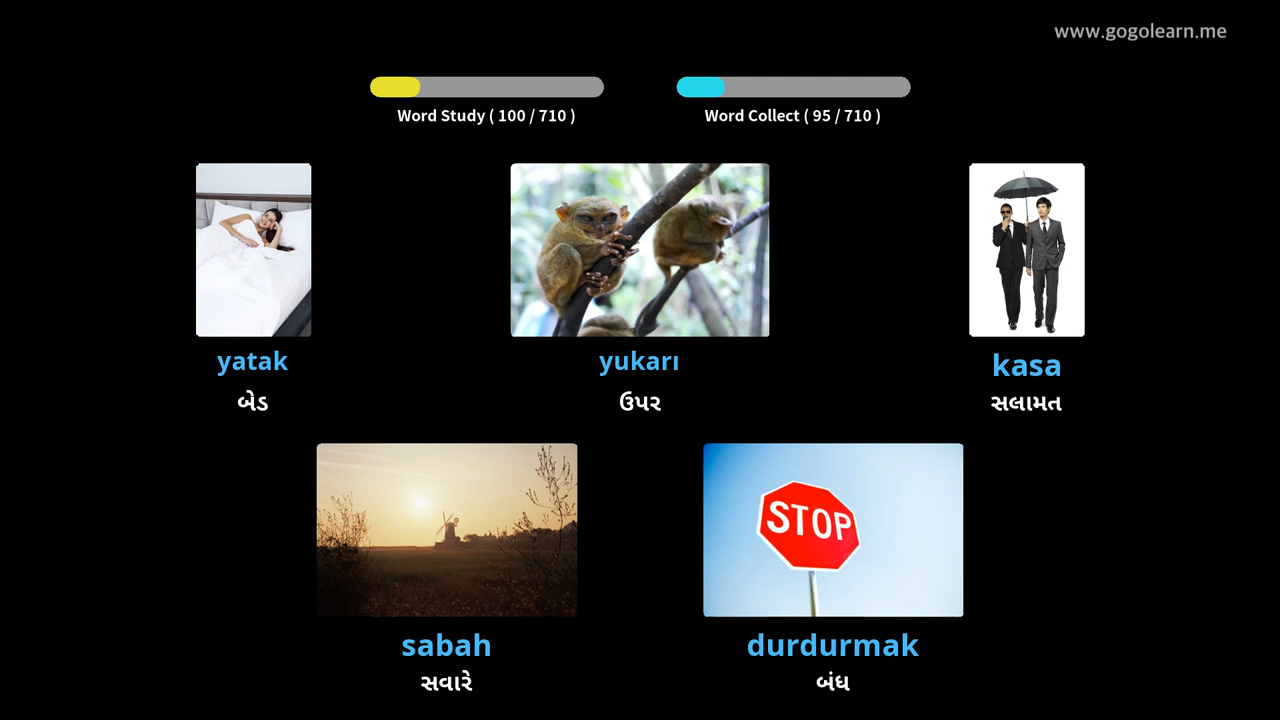 www.gogolearn.me
Word Study ( 100 / 710 )
Word Collect ( 95 / 710 )
yatak
બેડ
yukarı
ઉપર
kasa
સલામત
STOP
sabah
સવારે
durdurmak
બંધ